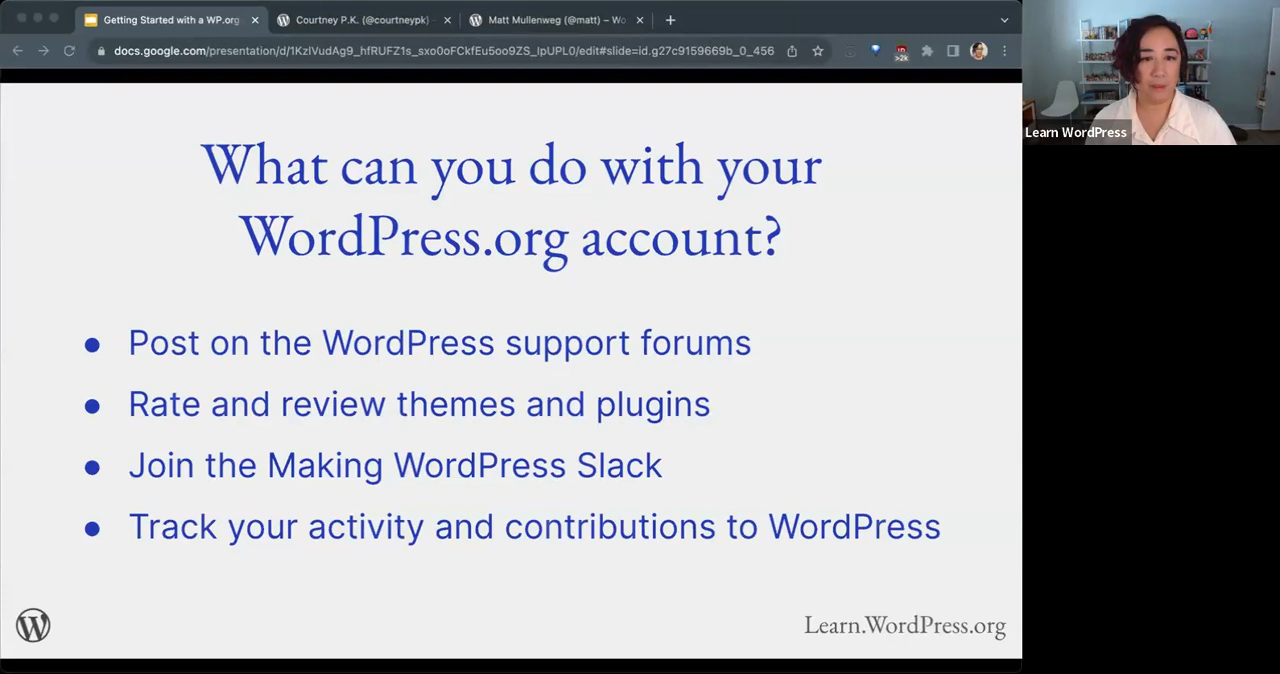 Getting Started with a WP.org
Courtney P.K. (@courtneypk)
Matt Mullenweg (@matt) – Wo
docs.google.com/presentation/d/1KzlVudAg9_hfRUFZ1s_sxo0oFCkfEu5oo9ZS_lpUPL0/edit#slide=id.g27c9159669b_0_456
>2k
Learn WordPress
What can you do with your
WordPress.org account?
● Post on the WordPress support forums
● Rate and review themes and plugins
● Join the Making WordPress Slack
● Track your activity and contributions to WordPress
Learn.WordPress.org